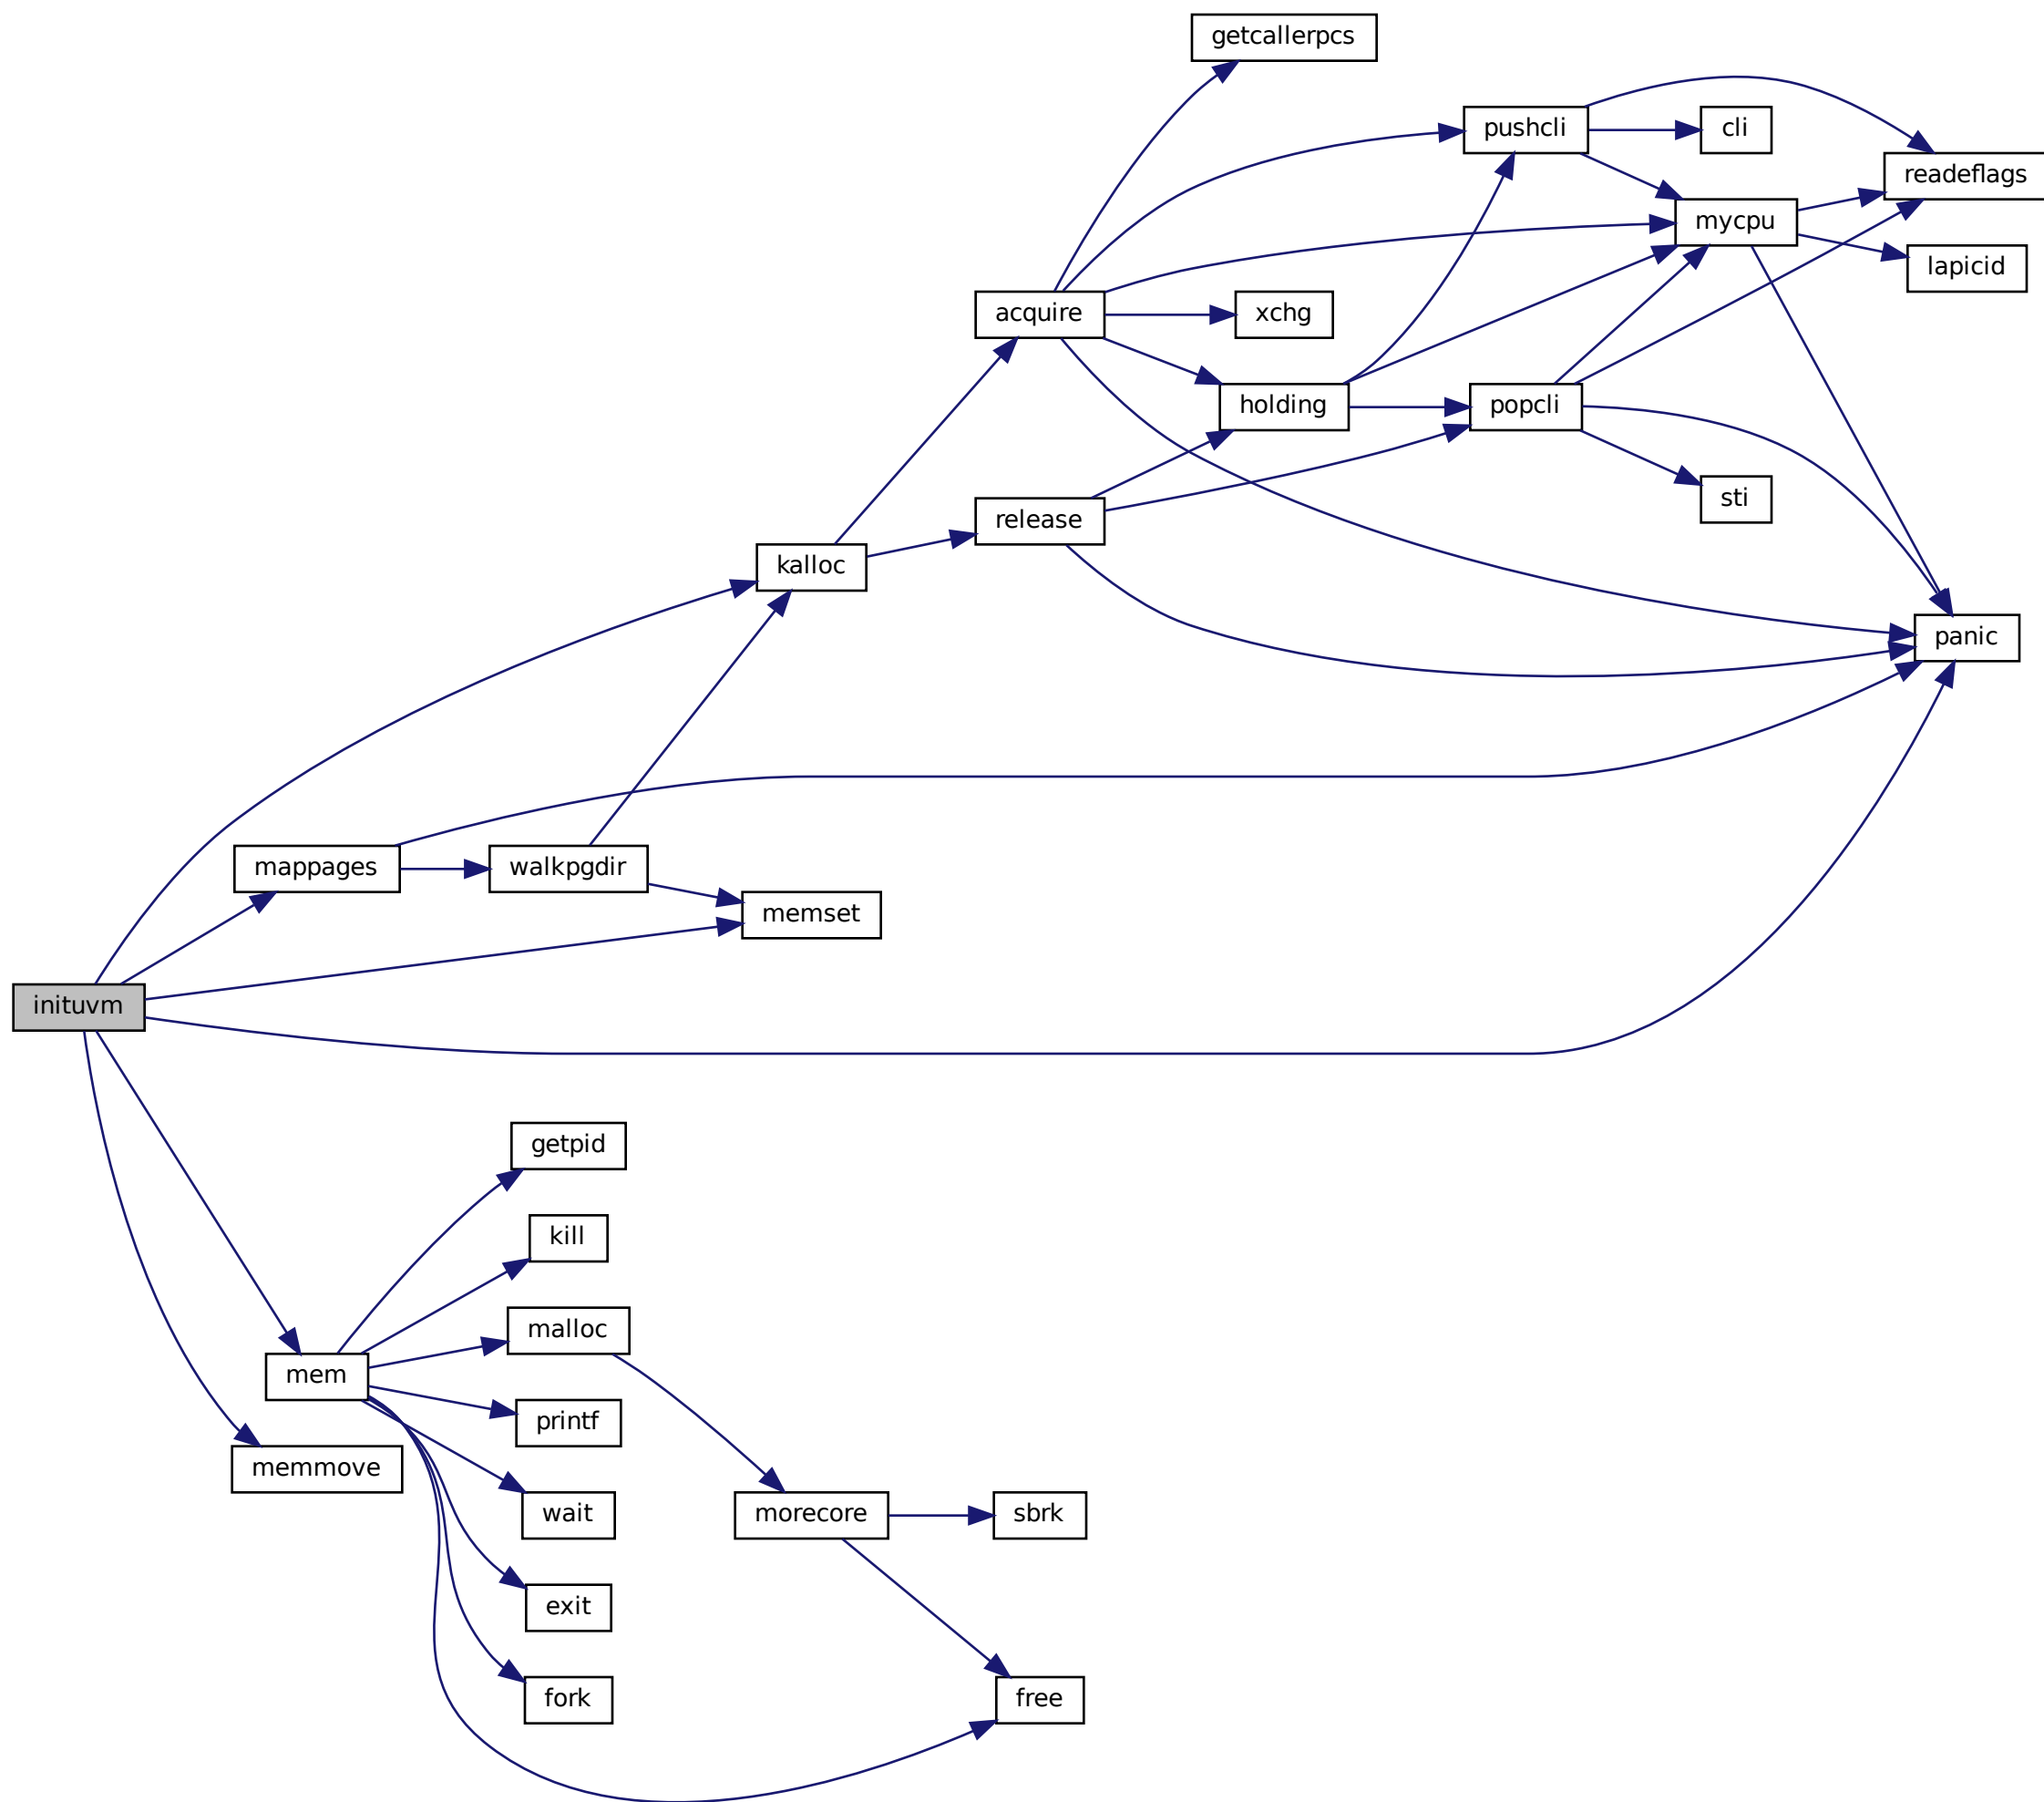 getcallerpcs
pushcli
cli
readeflags
mycpu
lapicid
acquire
xchg
holding
popcli
sti
release
kalloc
panic
mappages
walkpgdir
memset
inituvm
getpid
kill
malloc
mem
printf
memmove
wait
morecore
sbrk
exit
fork
free